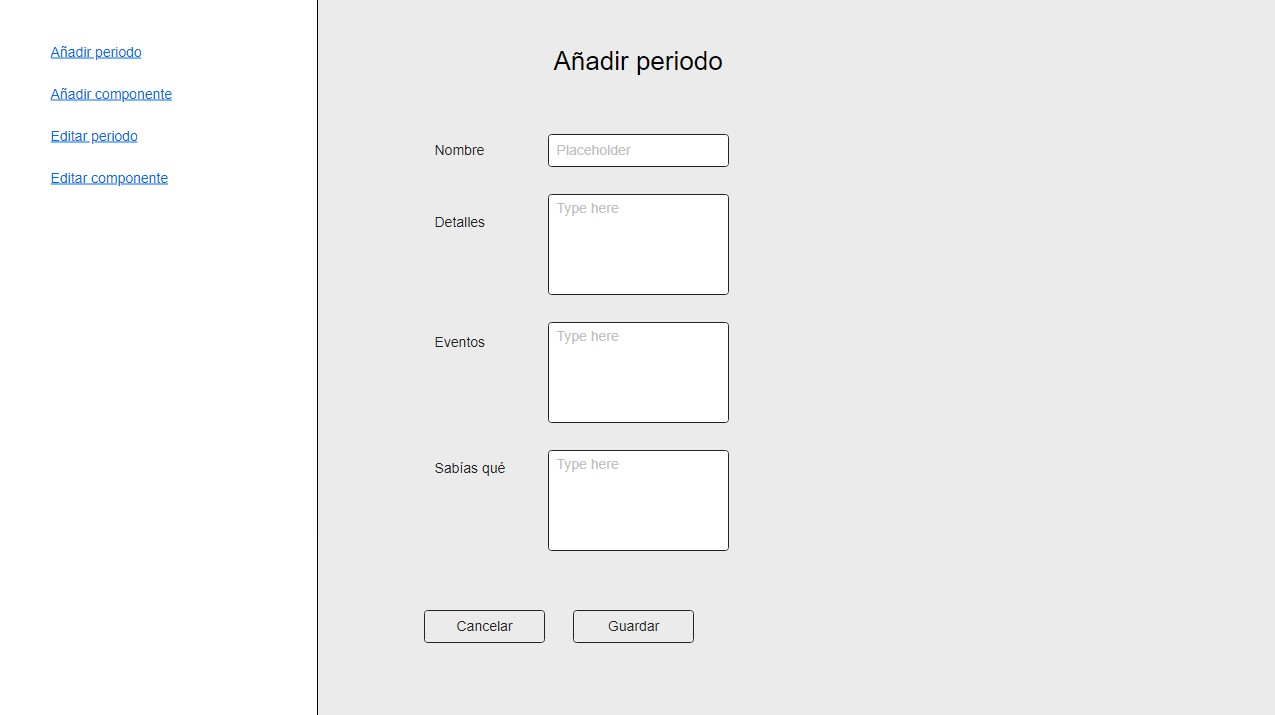 Añadir periodo
Añadir componente
Editar periodo
Editar componente
Añadir periodo
Nombre
Placeholder
Detalles
Type here
Eventos
Type here
Sabías qué
Type here
Cancelar
Guardar